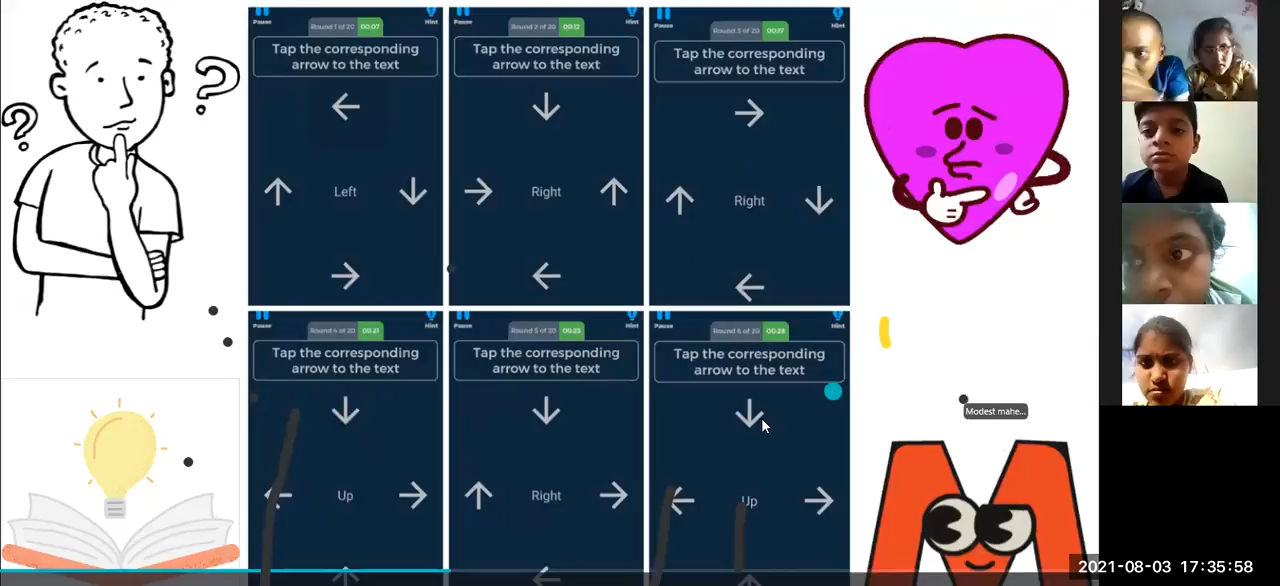 Pause
Round 1 of 20 00:07
Hint
Tap the corresponding
arrow to the text
Left
Pause
Round 2 of 20 00:12
Hint
Tap the corresponding
arrow to the text
Right
Pause
Round 3 of 20 00:17
Hint
Tap the corresponding
arrow to the text
Right
Pause
Round 4 of 20 00:21
Hint
Tap the corresponding
arrow to the text
Up
Pause
Round 5 of 20 00:25
Hint
Tap the corresponding
arrow to the text
Right
Pause
Round 6 of 20 00:28
Hint
Tap the corresponding
arrow to the text
Up
Modest mahe...
2021-08-03 17:35:58